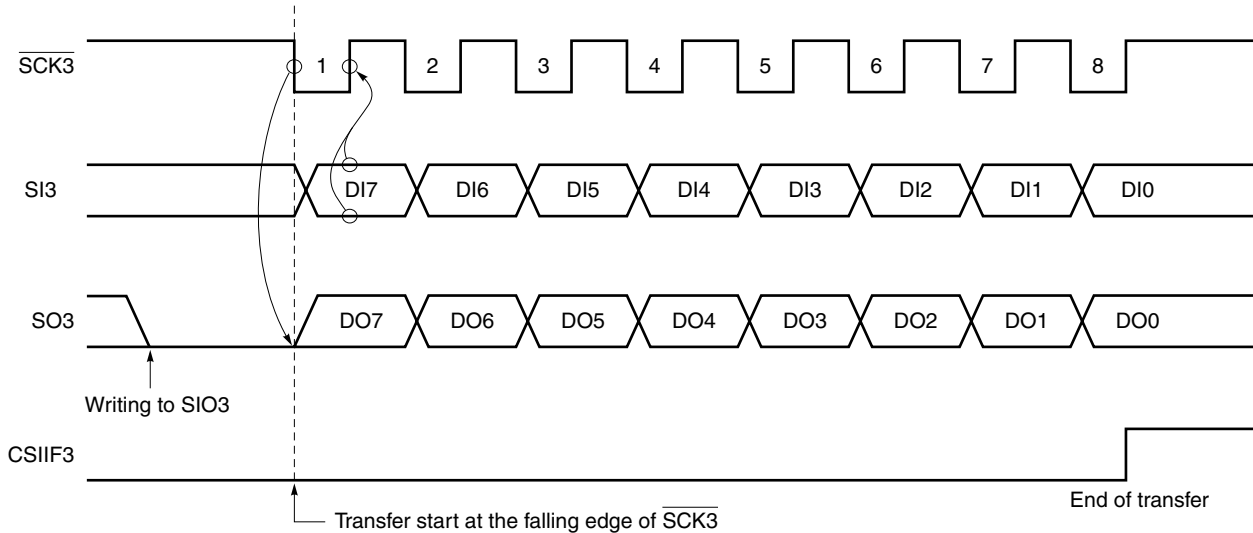 SCK3 1 2 3 4 5 6 7 8
SI3 DI7 DI6 DI5 DI4 DI3 DI2 DI1 DI0
SO3 DO7 DO6 DO5 DO4 DO3 DO2 DO1 DO0
Writing to SIO3
CSIIF3
End of transfer
Transfer start at the falling edge of SCK3